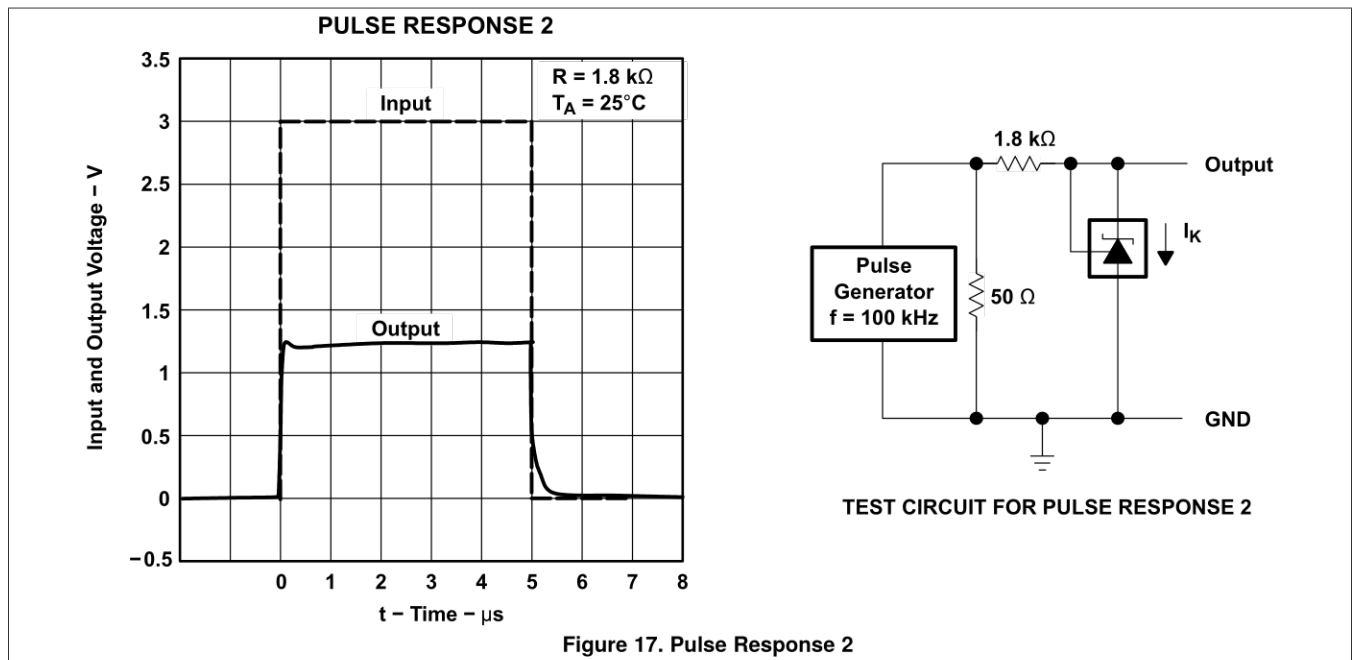 PULSE RESPONSE 2
3.5
3
2.5
2
1.5
1
0.5
0
−0.5
Input and Output Voltage − V
R = 1.8 kΩ
TA = 25°C
Input
Output
0 1 2 3 4 5 6 7 8
t − Time − μs
1.8 kΩ
Output
IK
Pulse
Generator
f = 100 kHz
50 Ω
GND
TEST CIRCUIT FOR PULSE RESPONSE 2
Figure 17. Pulse Response 2